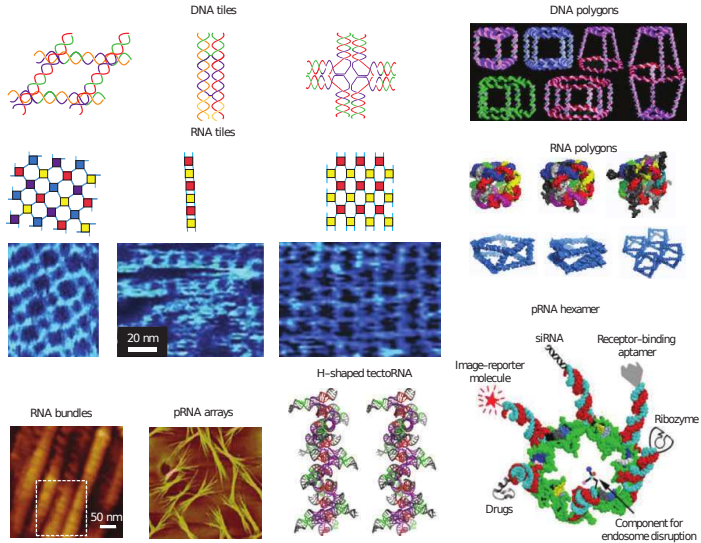 DNA tiles
DNA polygons
RNA tiles
RNA polygons
20 nm
pRNA hexamer
siRNA
Receptor–binding
aptamer
Image–reporter
molecule
H–shaped tectoRNA
RNA bundles
pRNA arrays
Ribozyme
50 nm
Drugs
Component for
endosome disruption